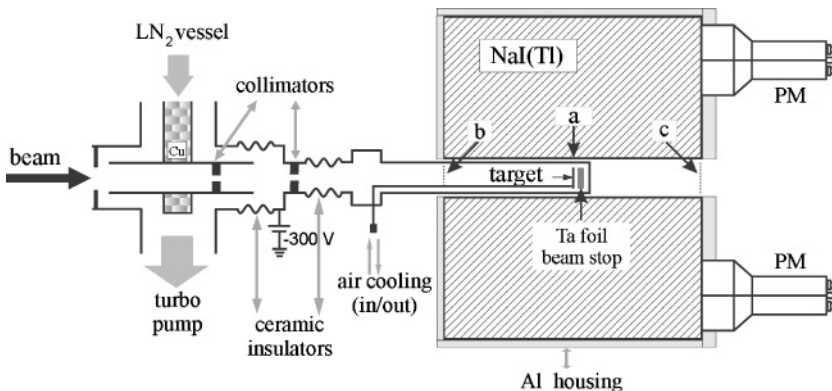 LN2 vessel
collimators
NaI(Tl)
PM
beam
Cu
a
b
c
target
-300 V
Ta foil
beam stop
air cooling
(in/out)
turbo
pump
ceramic
insulators
PM
Al housing